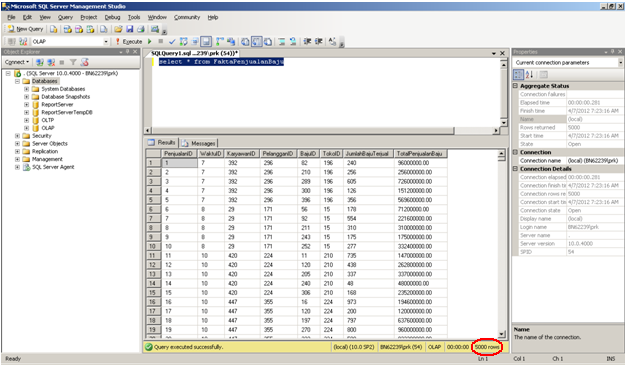 Microsoft SQL Server Management Studio
File Edit View Query Project Debug Tools Window Community Help
New Query
OLAP Execute
Object Explorer
Connect
. (SQL Server 10.0.4000 - BN62239\prk)
Databases
System Databases
Database Snapshots
ReportServer
ReportServerTempDB
OLTP
OLAP
Security
Server Objects
Replication
Management
SQL Server Agent
SQLQuery1.sql ...239\prk (54))*
select * from FaktaPenjualanBaju
Results Messages
PenjualanID WaktuID KaryawanID PelangganID BajuID TokoID JumlahBajuTerjual TotalPenjualanBaju
1 1 7 392 296 82 196 240 96000000.00
2 2 7 392 296 210 196 256 256000000.00
3 3 7 392 296 289 196 605 726000000.00
4 4 7 392 296 300 196 126 151200000.00
5 5 7 392 296 396 196 356 569600000.00
6 6 8 29 171 56 15 178 71200000.00
7 7 8 29 171 92 15 554 221600000.00
8 8 8 29 171 211 15 310 310000000.00
9 9 8 29 171 243 15 175 175000000.00
10 10 8 29 171 252 15 277 332400000.00
11 11 10 420 224 11 210 735 147000000.00
12 12 10 420 224 120 210 438 262800000.00
13 13 10 420 224 205 210 337 337000000.00
14 14 10 420 224 240 210 48 48000000.00
15 15 10 420 224 306 210 168 235200000.00
16 16 10 447 355 16 224 973 194600000.00
17 17 10 447 355 120 224 200 120000000.00
18 18 10 447 355 197 224 797 637600000.00
19 19 10 447 355 270 224 800 960000000.00
Query executed successfully. (local) (10.0 SP2) BN62239\prk (54) OLAP 00:00:00 5000 rows
Properties
Current connection parameters
Aggregate Status
Connection Failures
Elapsed time 00:00:00.281
Finish time 4/7/2012 7:23:16 AM
Name (local)
Rows returned 5000
Start time 4/7/2012 7:23:16 AM
State Open
Connection
Connection name (local) (BN62239\prk)
Connection Details
Connection elapsed 00:00:00.281
Connection finish ti 4/7/2012 7:23:16 AM
Connection rows re 5000
Connection start tim 4/7/2012 7:23:16 AM
Connection state Open
Display name (local)
Login name BN62239\prk
Server name .
Server version 10.0.4000
SPID 54
Name
The name of the connection.
Ready Ln 1 Col 1 Ch 1 INS